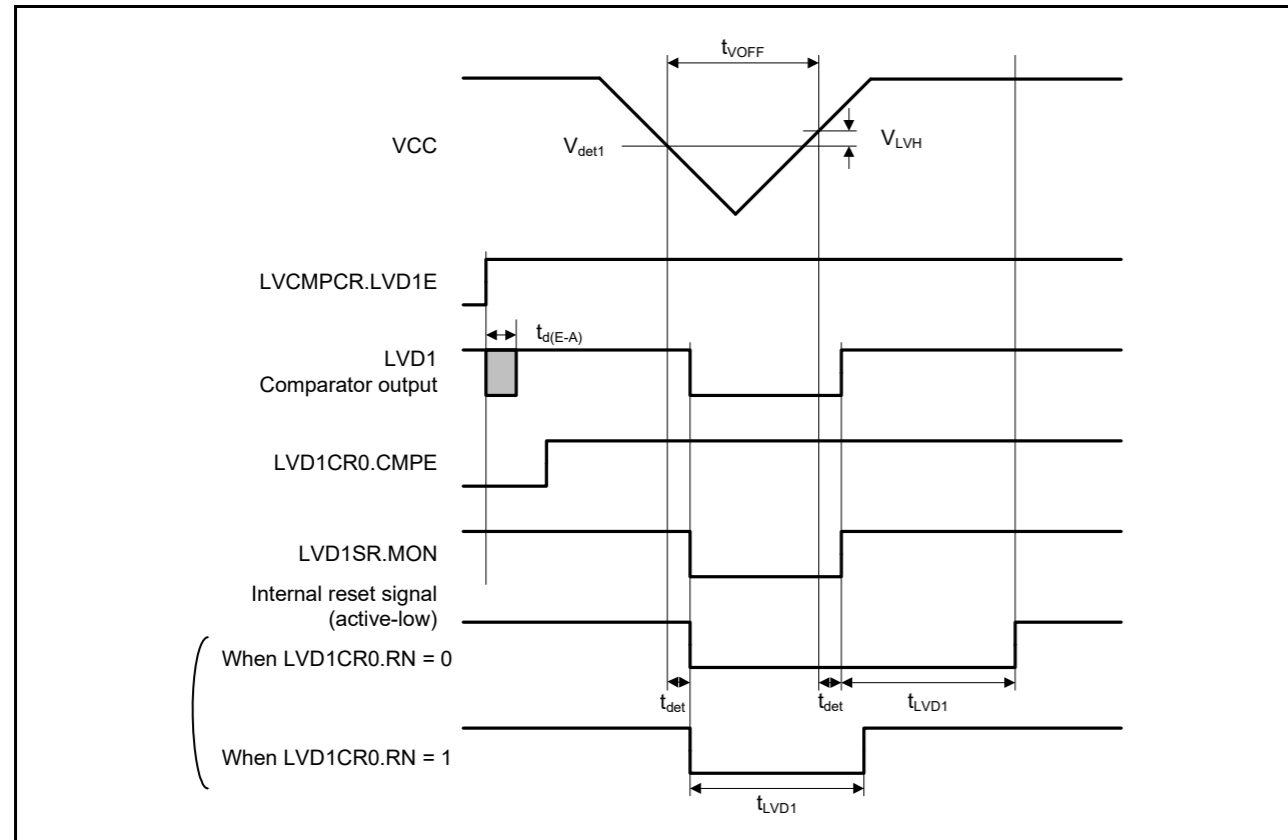 tVOFF
VCC
Vdet1
VLVH
LVCMPCR.LVD1E
td(E-A)
LVD1
Comparator output
LVD1CR0.CMPE
LVD1SR.MON
Internal reset signal
(active-low)
When LVD1CR0.RN = 0
tdet
tdet
tLVD1
When LVD1CR0.RN = 1
tLVD1